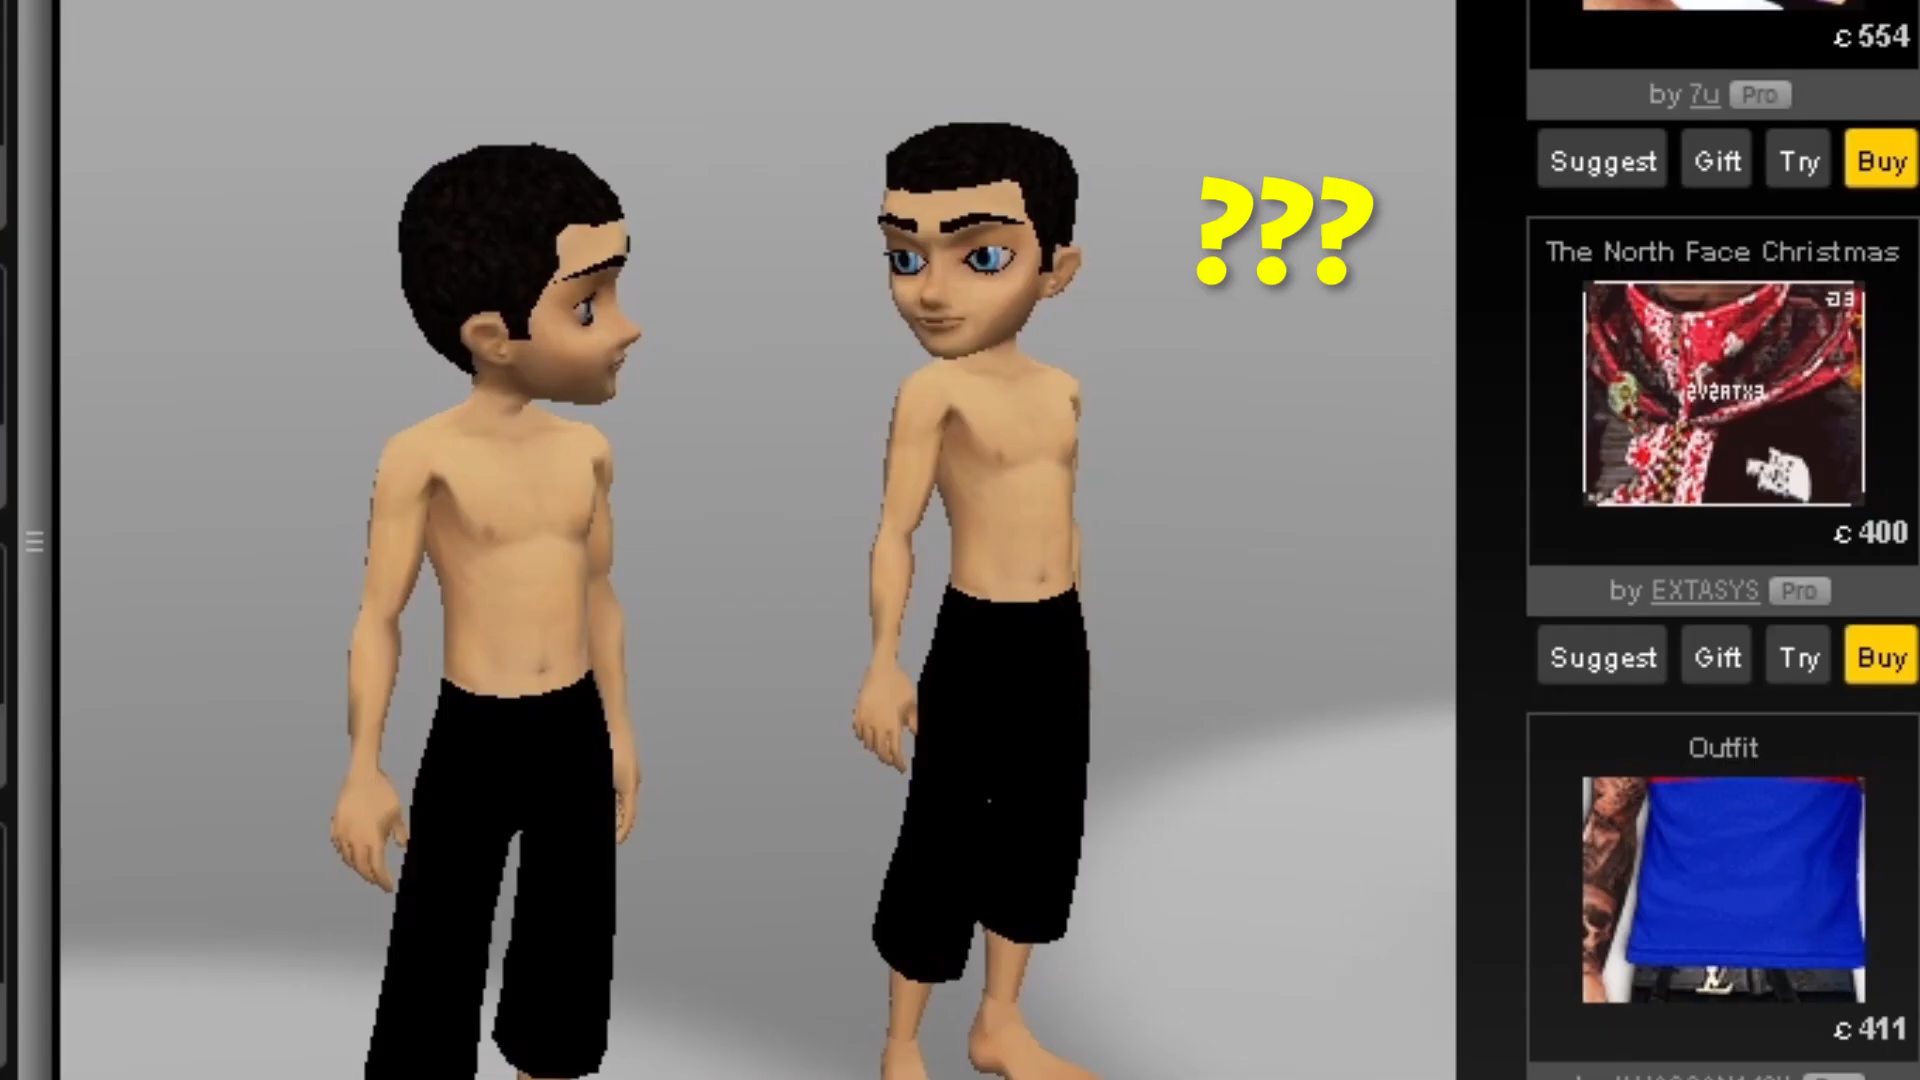 ¢ 554
by 7u Pro
Suggest Gift Try Buy
???
The North Face Christmas
EXTASYS
¢ 400
by EXTASYS Pro
Suggest Gift Try Buy
Outfit
¢ 411